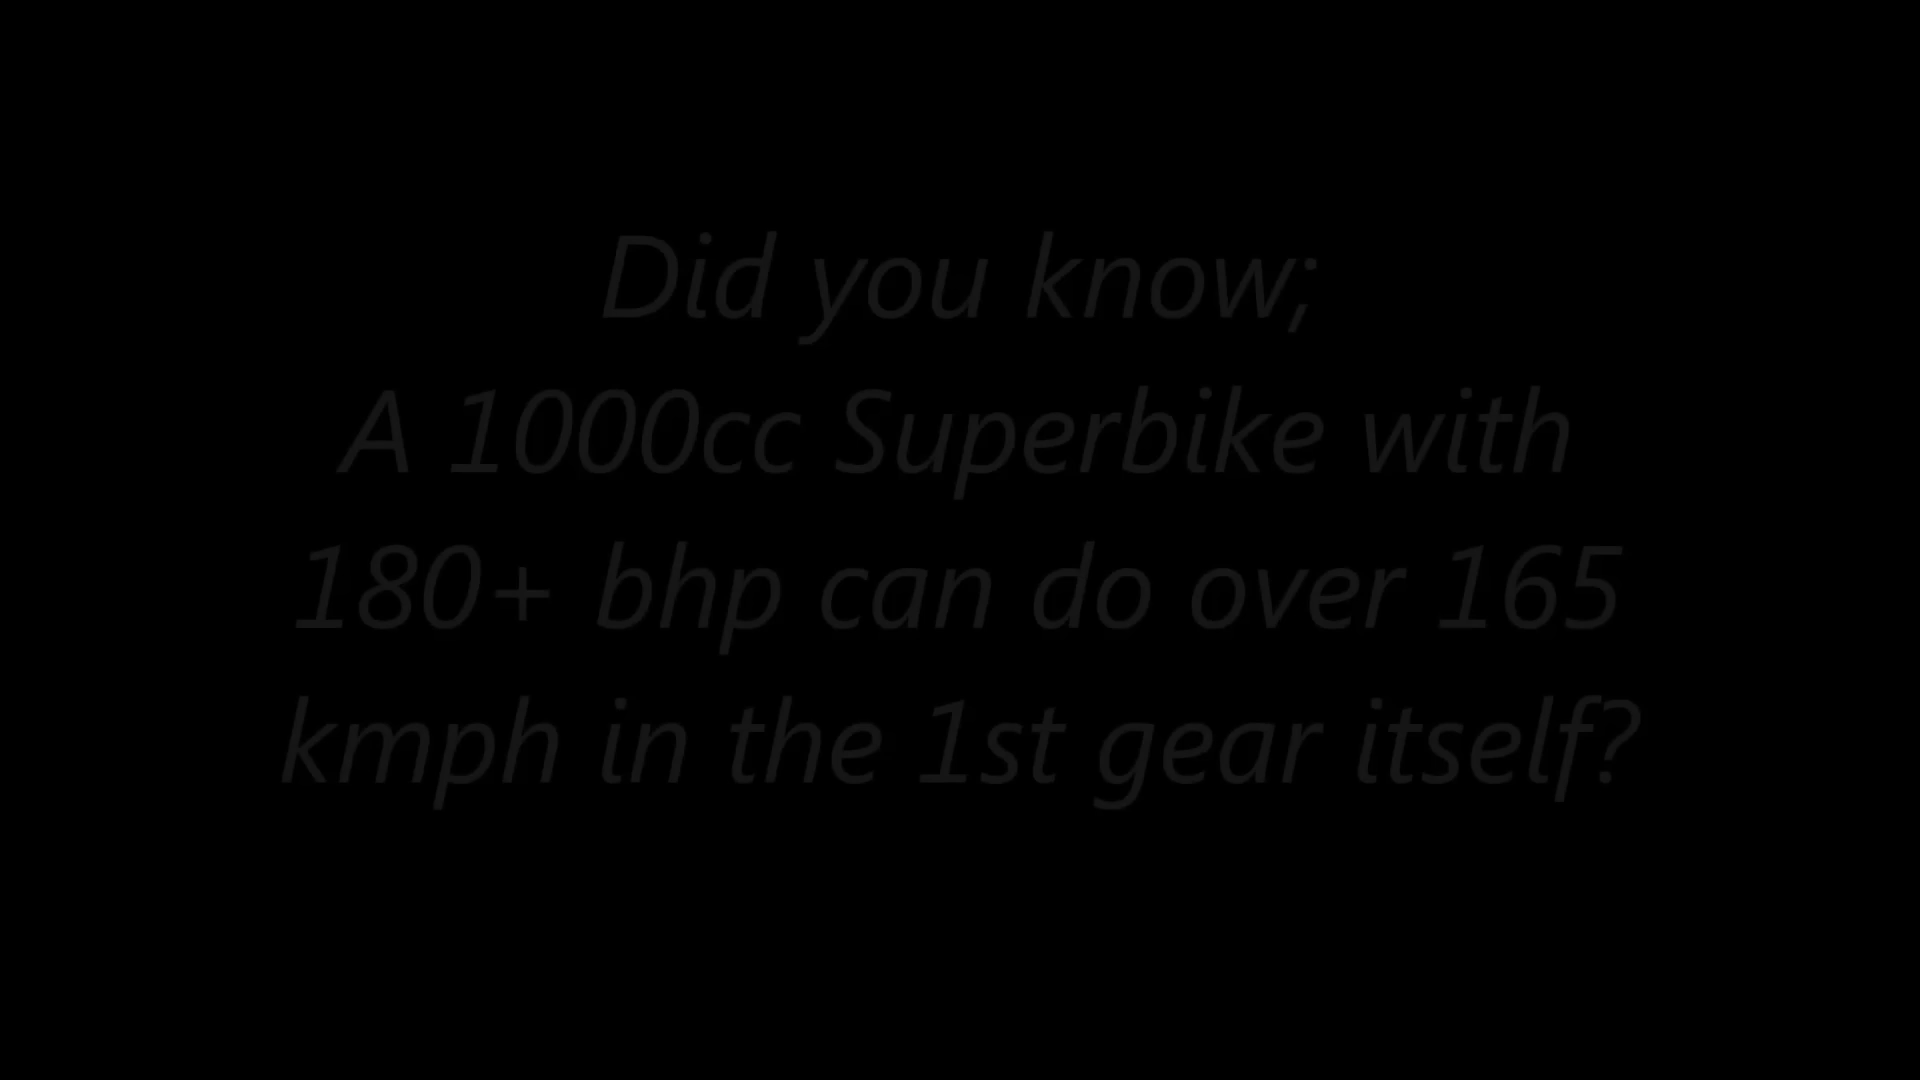 Did you know;
A 1000cc Superbike with
180+ bhp can do over 165
kmph in the 1st gear itself?